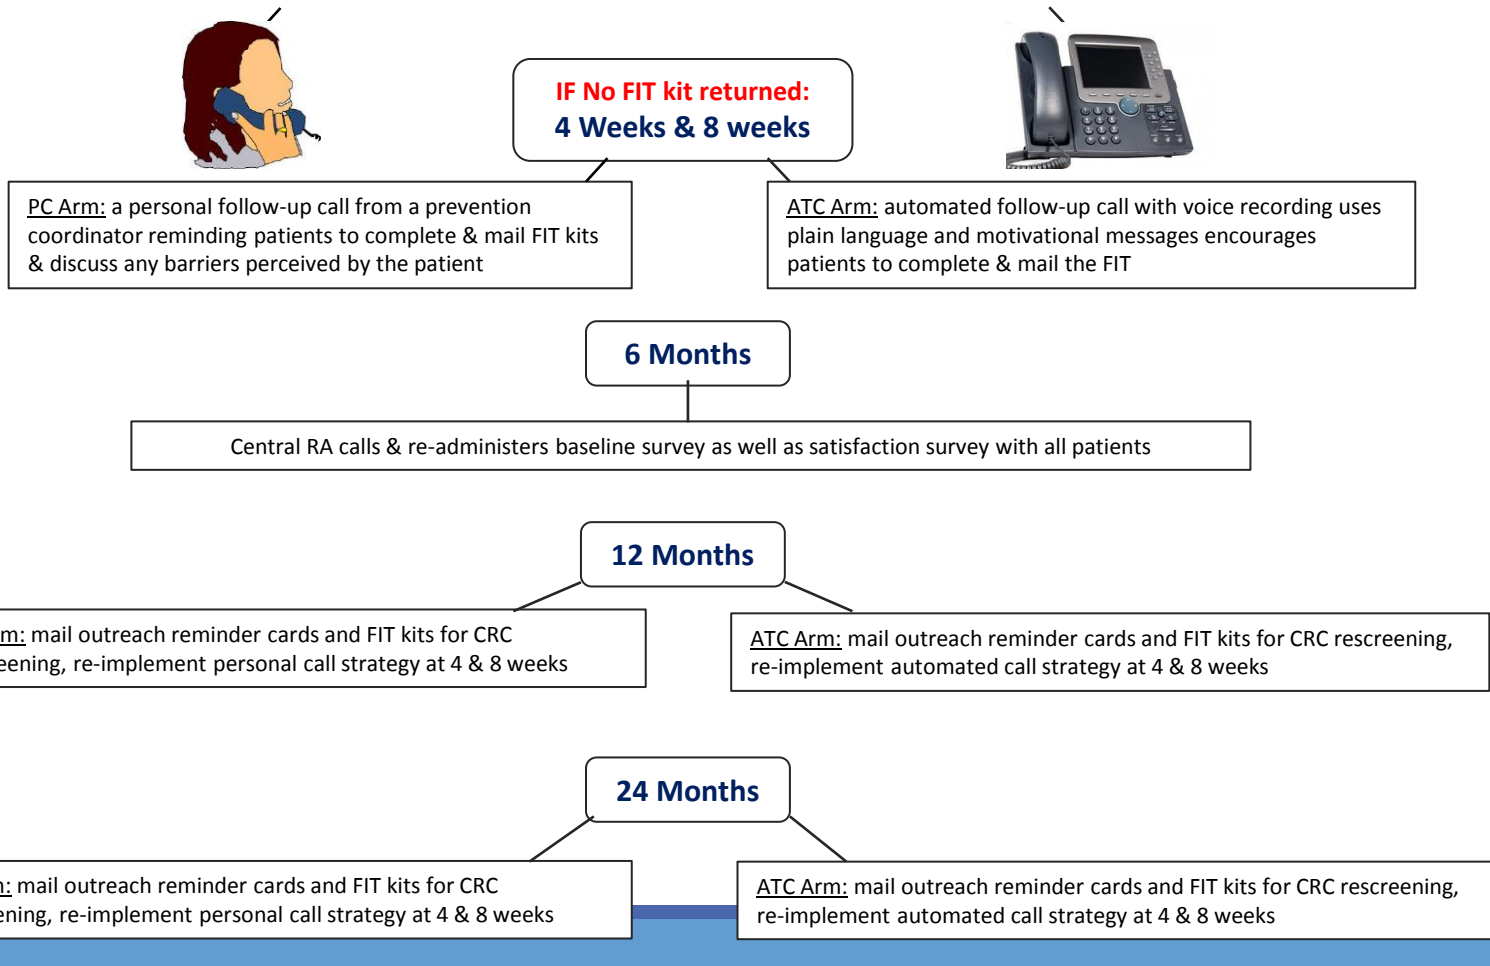 IF No FIT kit returned:
4 Weeks & 8 weeks
PC Arm: a personal follow-up call from a prevention
coordinator reminding patients to complete & mail FIT kits
& discuss any barriers perceived by the patient
ATC Arm: automated follow-up call with voice recording uses
plain language and motivational messages encourages
patients to complete & mail the FIT
6 Months
Central RA calls & re-administers baseline survey as well as satisfaction survey with all patients
12 Months
mail outreach reminder cards and FIT kits for CRC
re-implement personal call strategy at 4 & 8 weeks
ATC Arm: mail outreach reminder cards and FIT kits for CRC rescreening,
re-implement automated call strategy at 4 & 8 weeks
24 Months
mail outreach reminder cards and FIT kits for CRC
re-implement personal call strategy at 4 & 8 weeks
ATC Arm: mail outreach reminder cards and FIT kits for CRC rescreening,
re-implement automated call strategy at 4 & 8 weeks